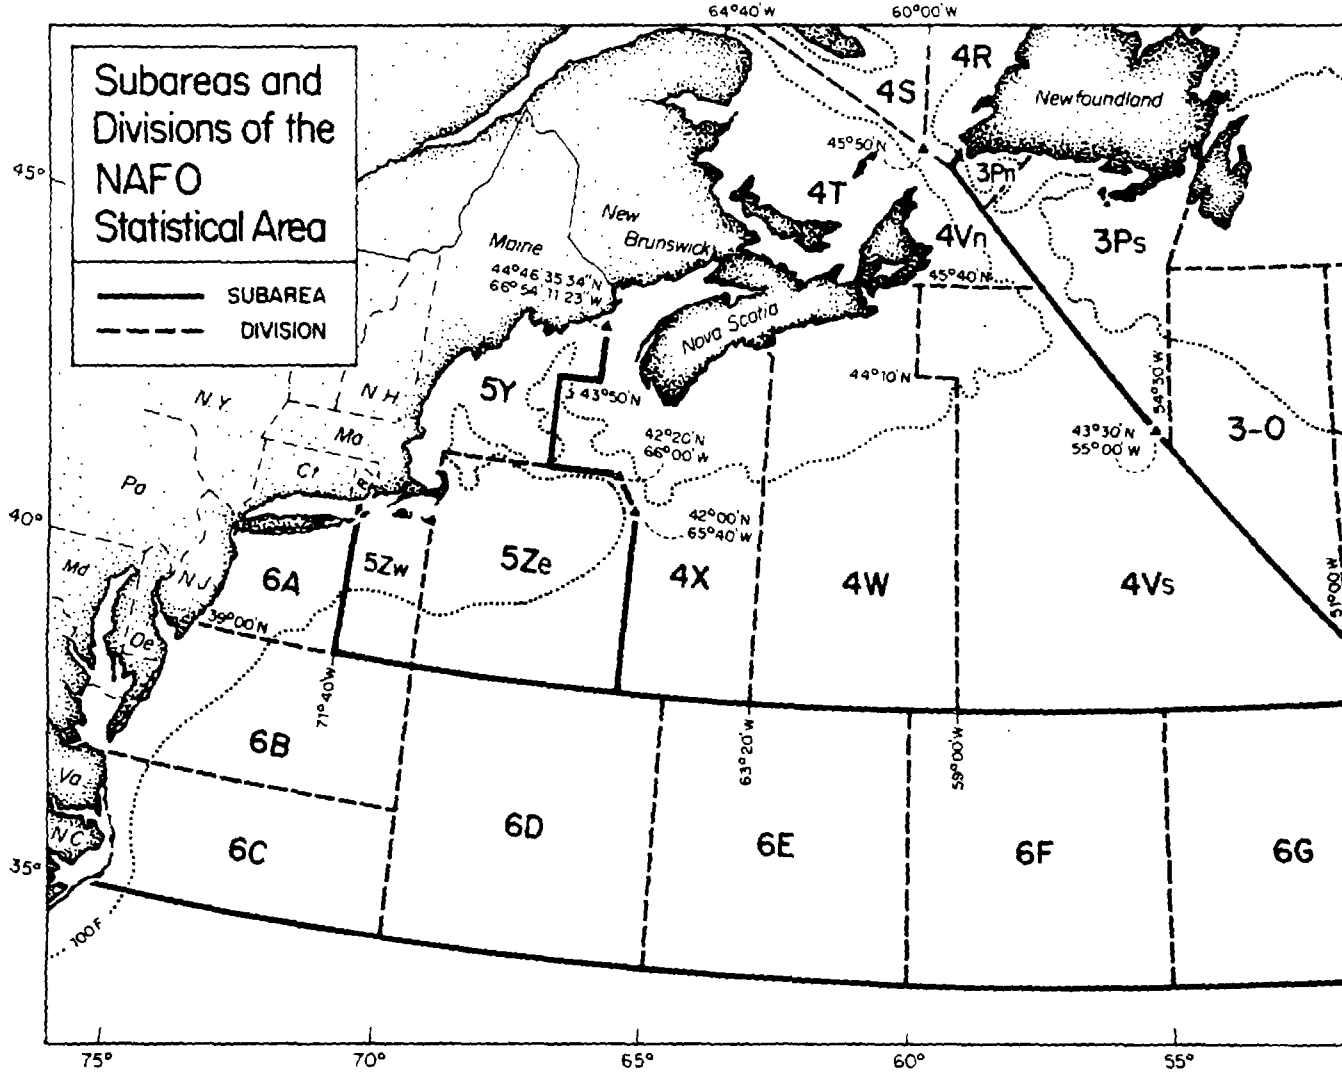 64°40'W
60°00'W
Subareas and
Divisions of the
NAFO
Statistical Area
SUBAREA
DIVISION
4R
4S
Newfoundland
45°50'N
3Pn
45°
4T
New
Brunswick
4Vn
3Ps
Maine
44°46 35 34"N
66°54 11 23"W
45°40'N
Nova Scotia
5Y
43°50'N
44°10'N
54°30'W
N.Y.
N H
Ma
42°20'N
66°00'W
43°30'N
55°00'W
3-O
Ct
Pa
40°
42°00'N
65°40'W
Md
N J
6A
5Zw
5Ze
4X
4W
4Vs
51°00'W
39°00'N
De
71°40'W
6B
63°20'W
59°00'W
Va
NC
6C
6D
6E
6F
6G
35°
100F
75°
70°
65°
60°
55°